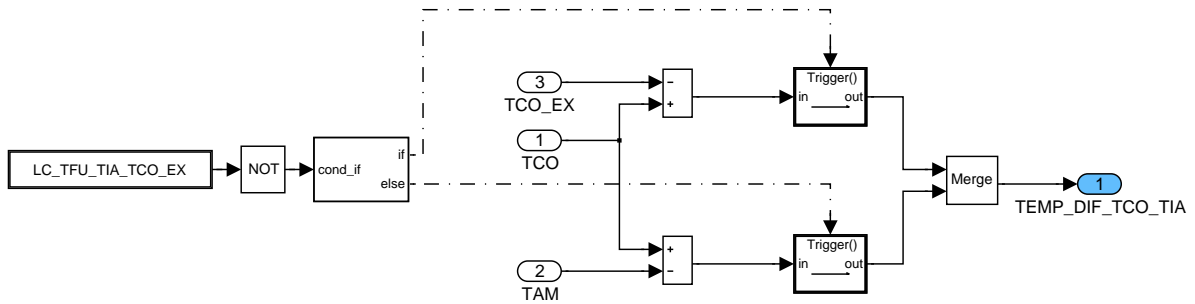 Trigger()
in out
3
TCO_EX
−
+
1
TCO
LC_TFU_TIA_TCO_EX
NOT
cond_if
if
else
Merge
1
TEMP_DIF_TCO_TIA
Trigger()
in out
+
−
2
TAM